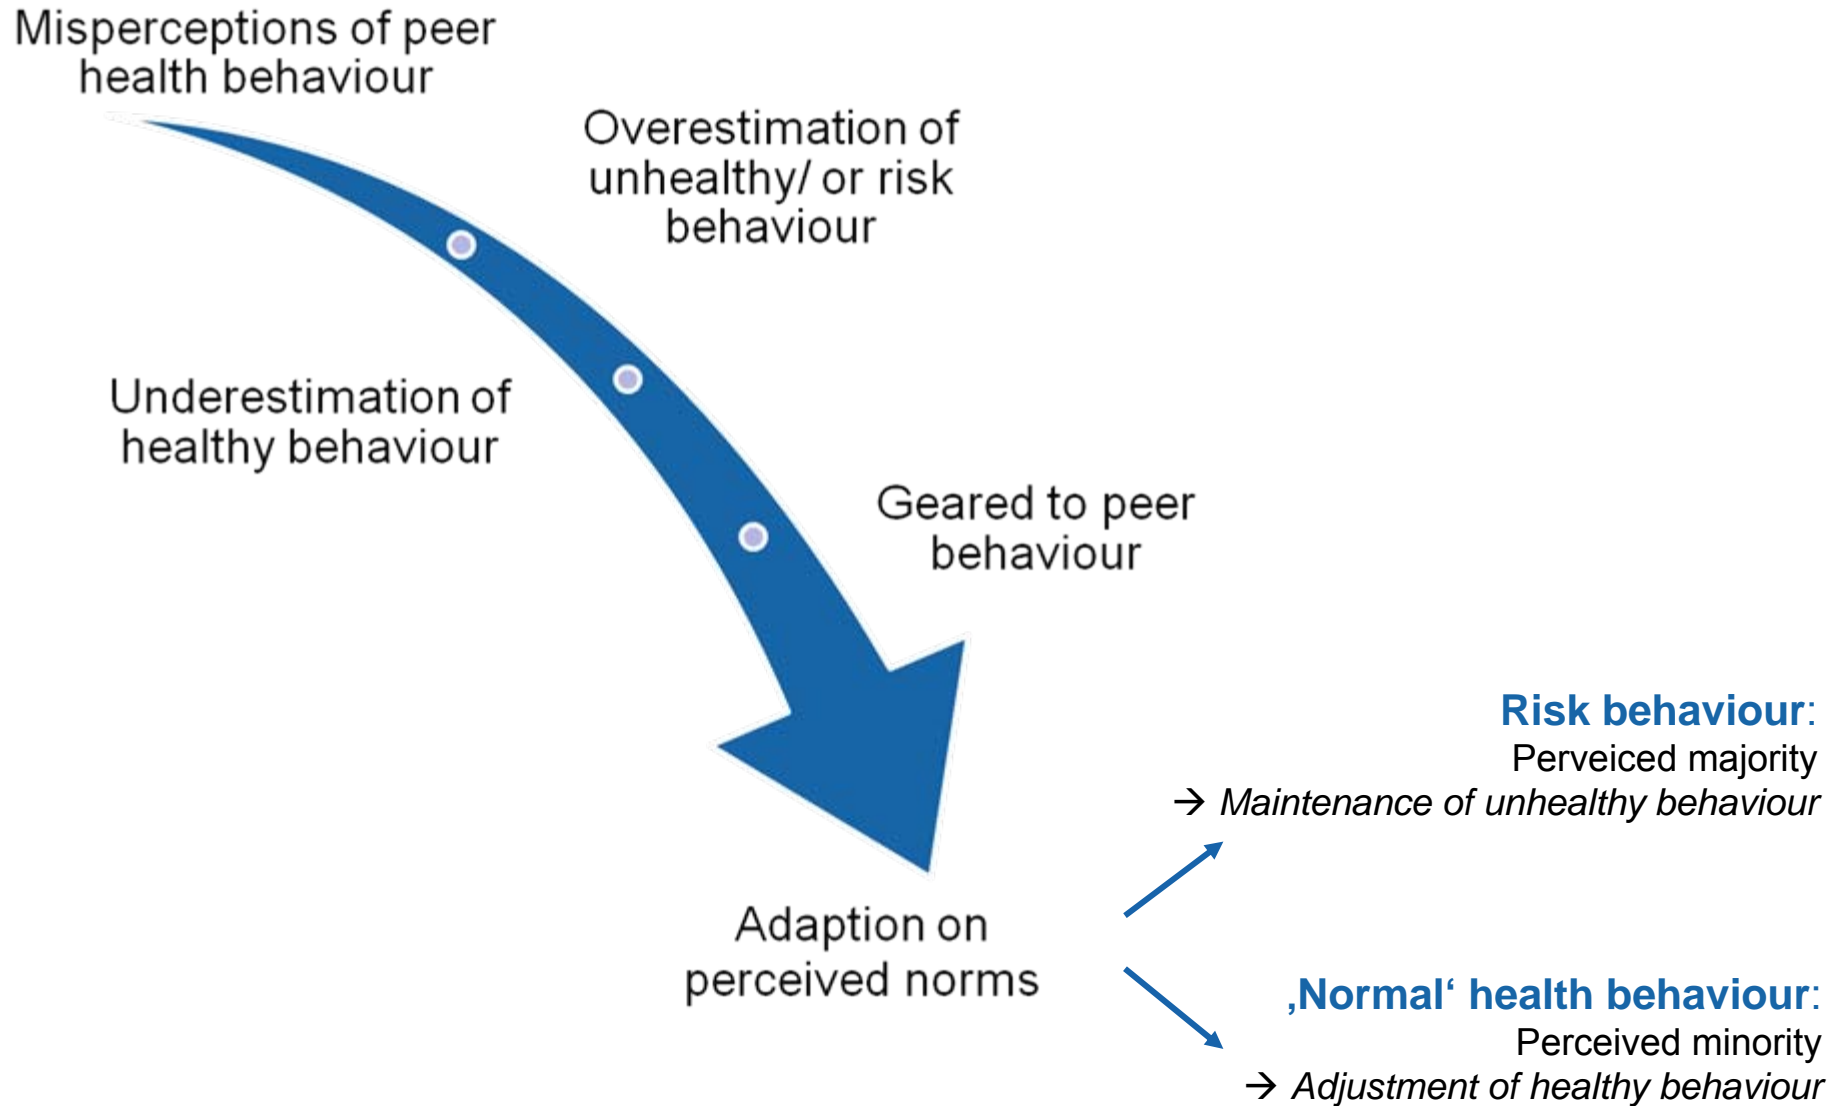 Misperceptions of peer
health behaviour
Overestimation of
unhealthy/ or risk
behaviour
Underestimation of
healthy behaviour
Geared to peer
behaviour
Adaption on
perceived norms
Risk behaviour:
Perveiced majority
→ Maintenance of unhealthy behaviour
‚Normal‘ health behaviour:
Perceived minority
→ Adjustment of healthy behaviour